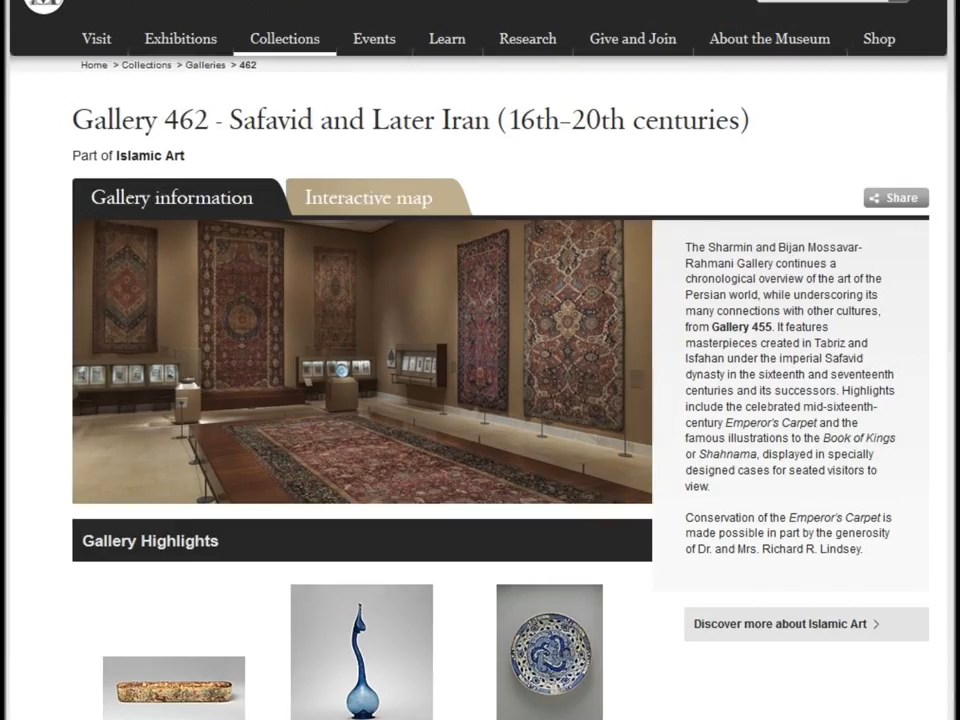 Visit Exhibitions Collections Events Learn Research Give and Join About the Museum Shop
Home > Collections > Galleries > 462
Gallery 462 - Safavid and Later Iran (16th–20th centuries)
Part of Islamic Art
Gallery information Interactive map
Share
The Sharmin and Bijan Mossavar-
Rahmani Gallery continues a
chronological overview of the art of the
Persian world, while underscoring its
many connections with other cultures,
from Gallery 455. It features
masterpieces created in Tabriz and
Isfahan under the imperial Safavid
dynasty in the sixteenth and seventeenth
centuries and its successors. Highlights
include the celebrated mid-sixteenth-
century Emperor's Carpet and the
famous illustrations to the Book of Kings
or Shahnama, displayed in specially
designed cases for seated visitors to
view.
Conservation of the Emperor's Carpet is
made possible in part by the generosity
of Dr. and Mrs. Richard R. Lindsey.
Gallery Highlights
Discover more about Islamic Art >